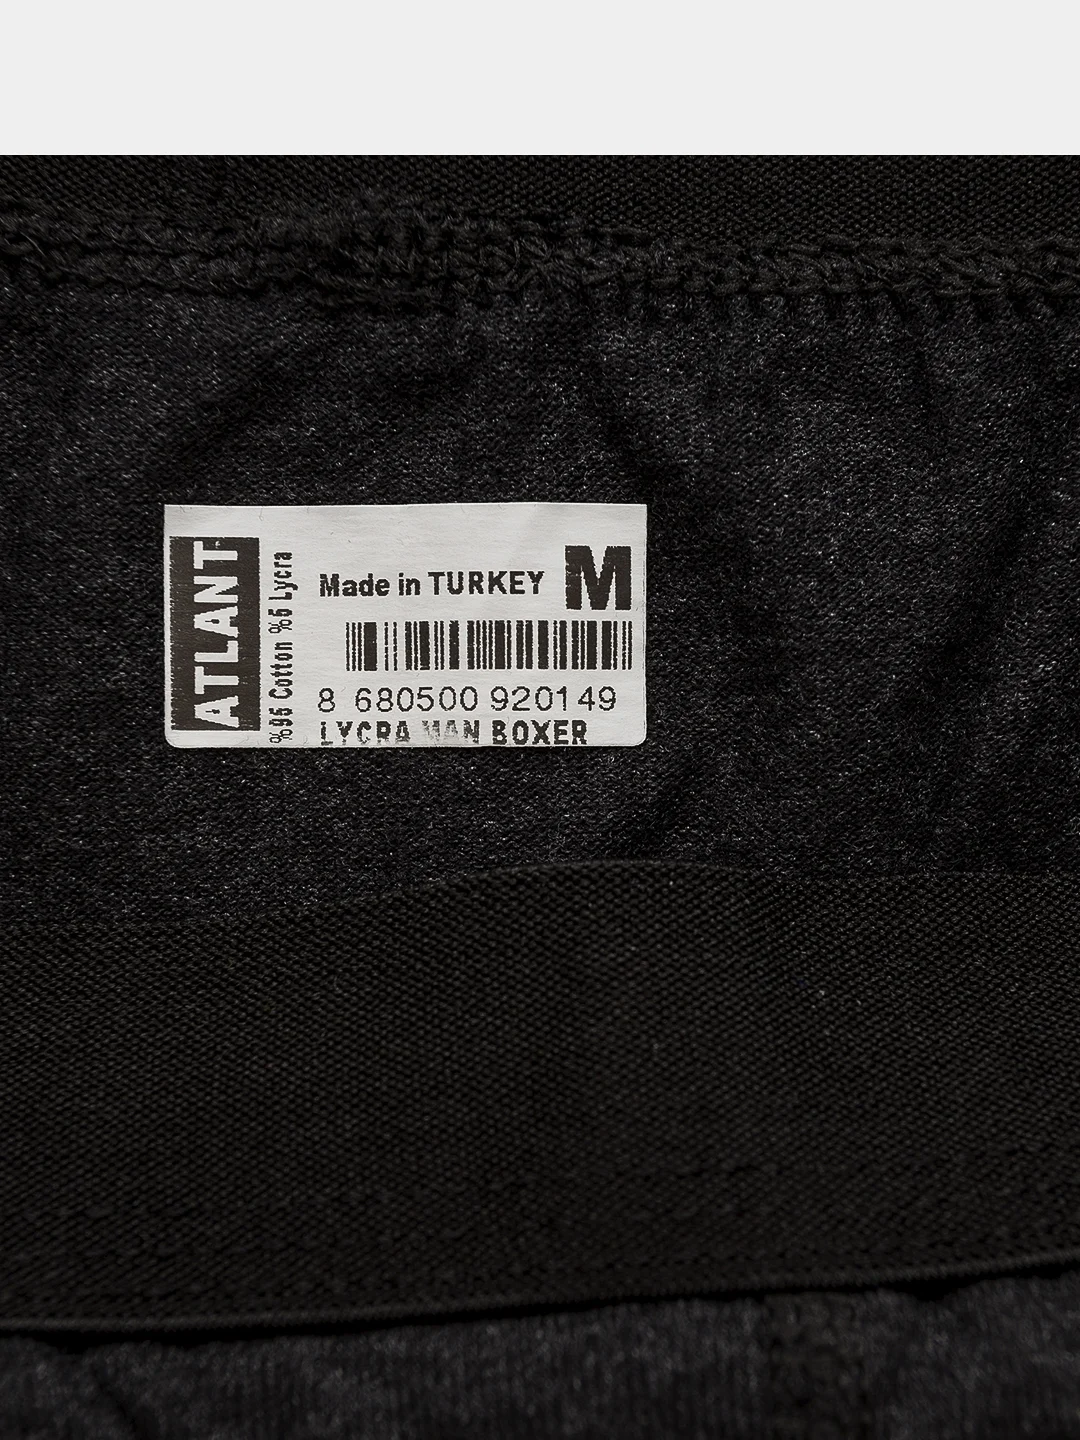 ATLANT
%95 Cotton %5 Lycra
Made in TURKEY
M
8 680500 920149
LYCRA MAN BOXER